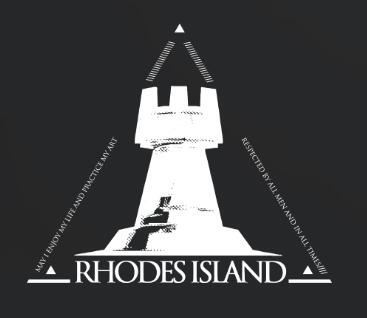 MAY I ENJOY MY LIFE AND PRACTICE MY ART
RESPECTED BY ALL MEN AND IN ALL TIMES////
RHODES ISLAND